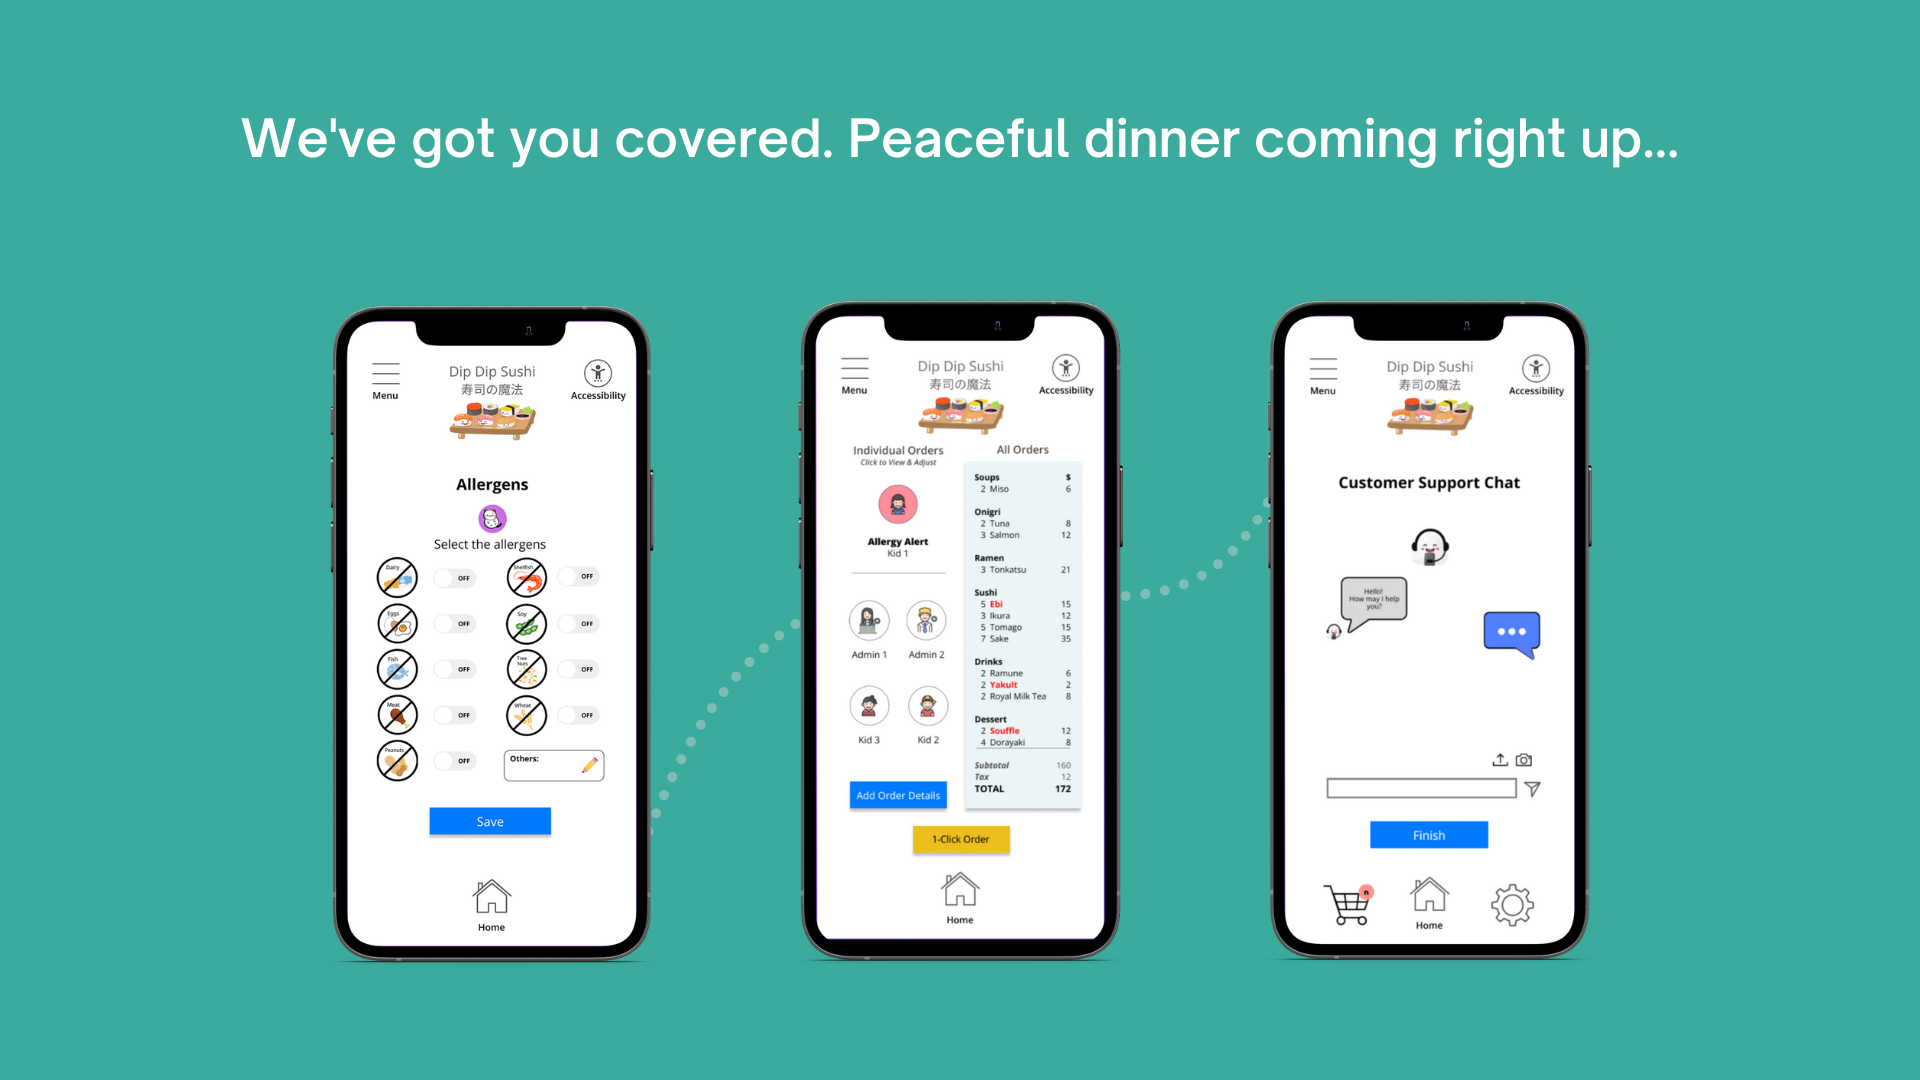 We've got you covered. Peaceful dinner coming right up...
Menu
Dip Dip Sushi
寿司の魔法
Accessibility
Allergens
Select the allergens
Dairy OFF
Shellfish OFF
Eggs OFF
Soy OFF
Fish OFF
Tree Nuts OFF
Meat OFF
Wheat OFF
Peanuts OFF
Others:
Save
Home
Menu
Dip Dip Sushi
寿司の魔法
Accessibility
Individual Orders
Click to View & Adjust
Allergy Alert
Kid 1
Admin 1
Admin 2
Kid 3
Kid 2
Add Order Details
All Orders
Soups $
2 Miso 6
Onigri
2 Tuna 8
3 Salmon 12
Ramen
3 Tonkatsu 21
Sushi
5 Ebi 15
3 Ikura 12
5 Tomago 15
7 Sake 35
Drinks
2 Ramune 6
2 Yakult 2
2 Royal Milk Tea 8
Dessert
2 Souffle 12
4 Dorayaki 8
Subtotal 160
Tax 12
TOTAL 172
1-Click Order
Home
Menu
Dip Dip Sushi
寿司の魔法
Accessibility
Customer Support Chat
Hello!
How may i help
you?
Finish
n
Home